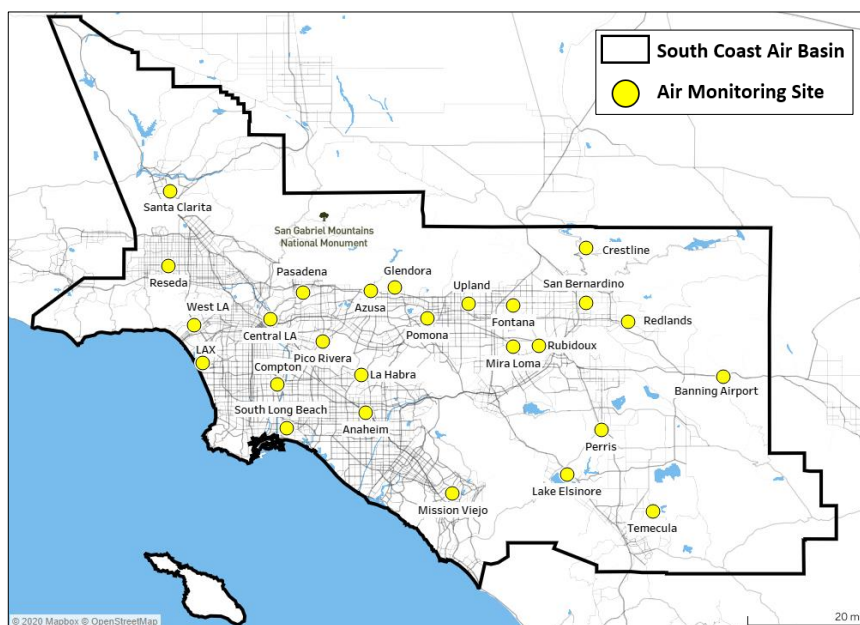 South Coast Air Basin
Air Monitoring Site
Santa Clarita
San Gabriel Mountains
National Monument
Crestline
Reseda
Pasadena
Glendora
Azusa
Upland
San Bernardino
West LA
Central LA
Pomona
Fontana
Redlands
LAX
Pico Rivera
Mira Loma
Rubidoux
Compton
La Habra
Banning Airport
South Long Beach
Anaheim
Perris
Lake Elsinore
Mission Viejo
Temecula
© 2020 Mapbox © OpenStreetMap
20 m